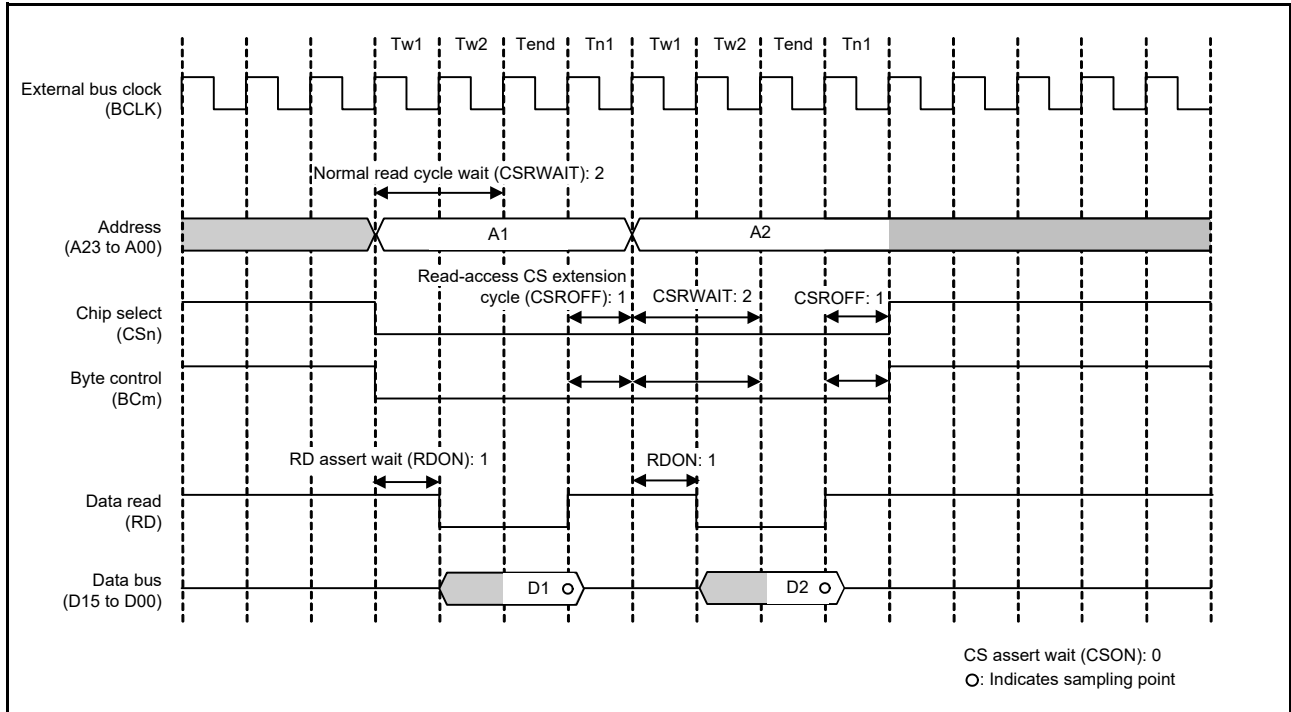 Tw1 Tw2 Tend Tn1 Tw1 Tw2 Tend Tn1
External bus clock
(BCLK)
Normal read cycle wait (CSRWAIT): 2
Address
(A23 to A00)
A1
A2
Read-access CS extension
cycle (CSROFF): 1
CSRWAIT: 2
CSROFF: 1
Chip select
(CSn)
Byte control
(BCm)
RD assert wait (RDON): 1
RDON: 1
Data read
(RD)
Data bus
(D15 to D00)
D1
D2
CS assert wait (CSON): 0
: Indicates sampling point